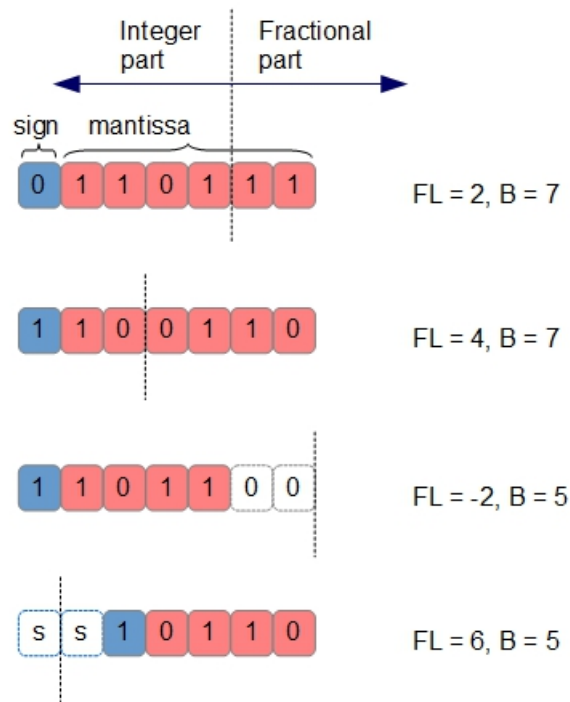 Integer part
Fractional part
sign mantissa
0 1 1 0 1 1 1
FL = 2, B = 7
1 1 0 0 1 1 0
FL = 4, B = 7
1 1 0 1 1 0 0
FL = -2, B = 5
s s 1 0 1 1 0
FL = 6, B = 5